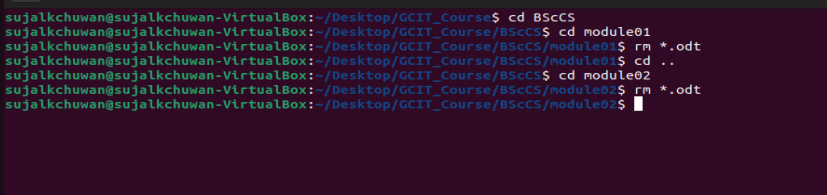 sujalkchuwan@sujalkchuwan-VirtualBox:~/Desktop/GCIT_Course$ cd BScCS
sujalkchuwan@sujalkchuwan-VirtualBox:~/Desktop/GCIT_Course/BScCS$ cd module01
sujalkchuwan@sujalkchuwan-VirtualBox:~/Desktop/GCIT_Course/BScCS/module01$ rm *.odt
sujalkchuwan@sujalkchuwan-VirtualBox:~/Desktop/GCIT_Course/BScCS/module01$ cd ..
sujalkchuwan@sujalkchuwan-VirtualBox:~/Desktop/GCIT_Course/BScCS$ cd module02
sujalkchuwan@sujalkchuwan-VirtualBox:~/Desktop/GCIT_Course/BScCS/module02$ rm *.odt
sujalkchuwan@sujalkchuwan-VirtualBox:~/Desktop/GCIT_Course/BScCS/module02$